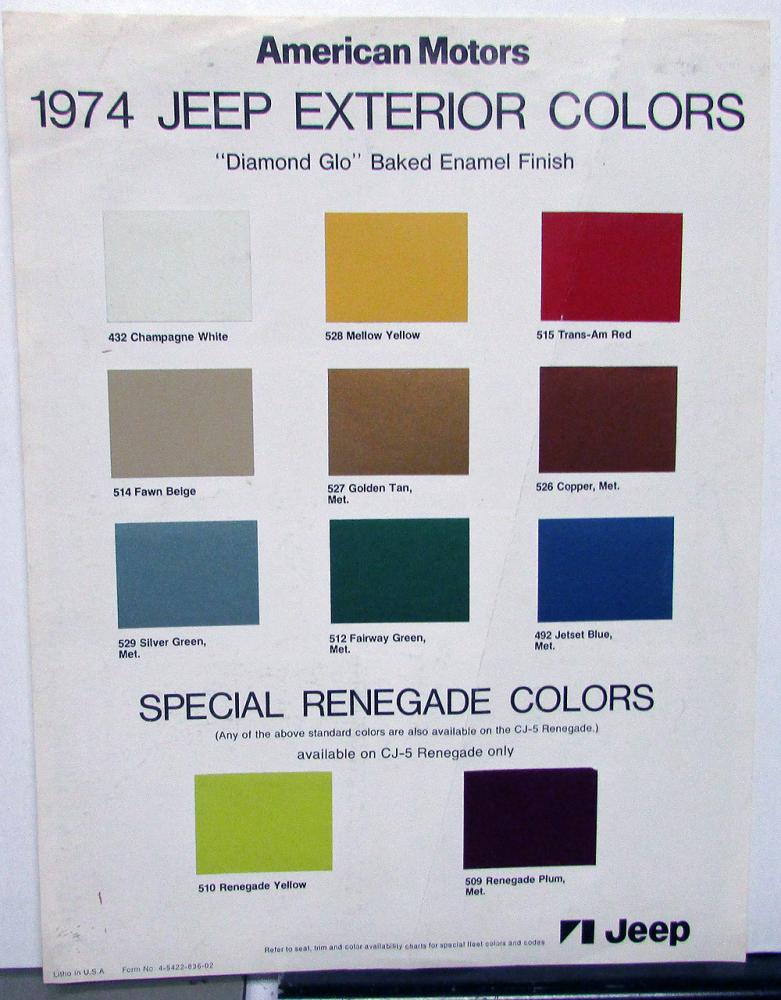 American Motors
1974 JEEP EXTERIOR COLORS
“Diamond Glo” Baked Enamel Finish
432 Champagne White
528 Mellow Yellow
515 Trans-Am Red
514 Fawn Beige
527 Golden Tan,
Met.
526 Copper, Met.
529 Silver Green,
Met.
512 Fairway Green,
Met.
492 Jetset Blue,
Met.
SPECIAL RENEGADE COLORS
(Any of the above standard colors are also available on the CJ-5 Renegade.)
available on CJ-5 Renegade only
510 Renegade Yellow
509 Renegade Plum,
Met.
Jeep
Refer to seat, trim and color availability charts for special fleet colors and codes
Litho in U.S.A. Form No. 4-5422-836-02